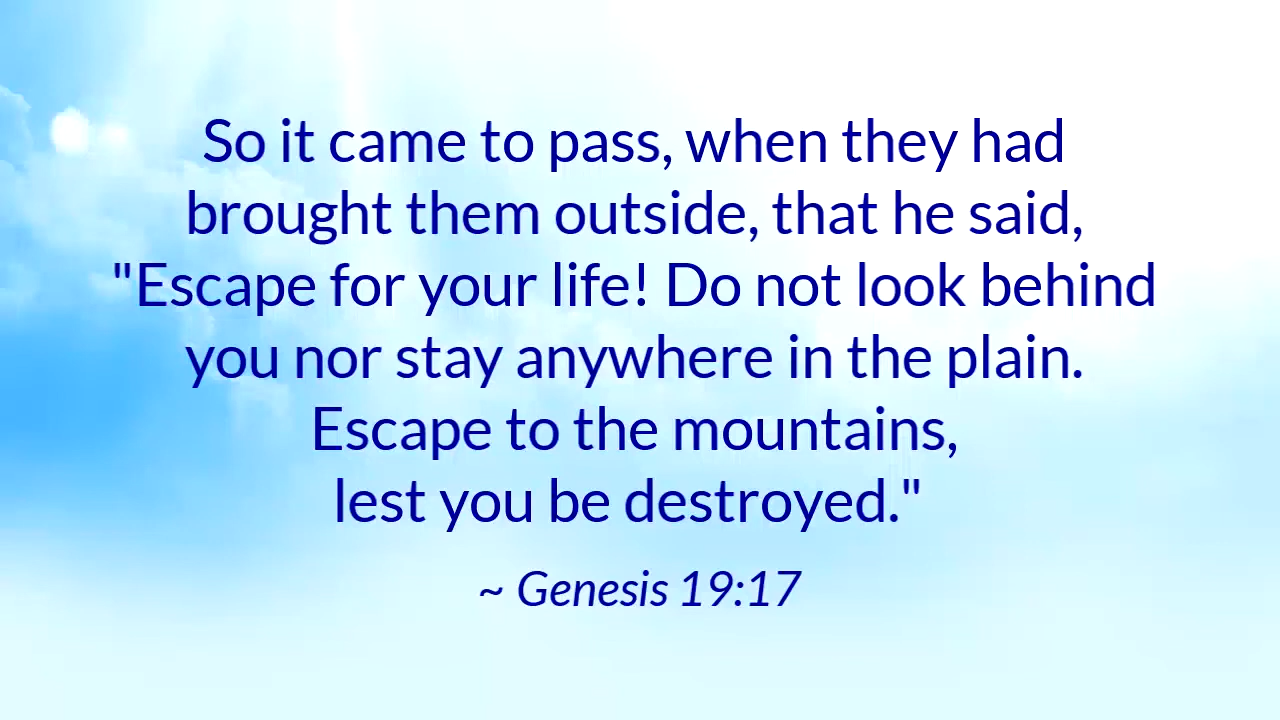 So it came to pass, when they had
brought them outside, that he said,
"Escape for your life! Do not look behind
you nor stay anywhere in the plain.
Escape to the mountains,
lest you be destroyed."
~ Genesis 19:17